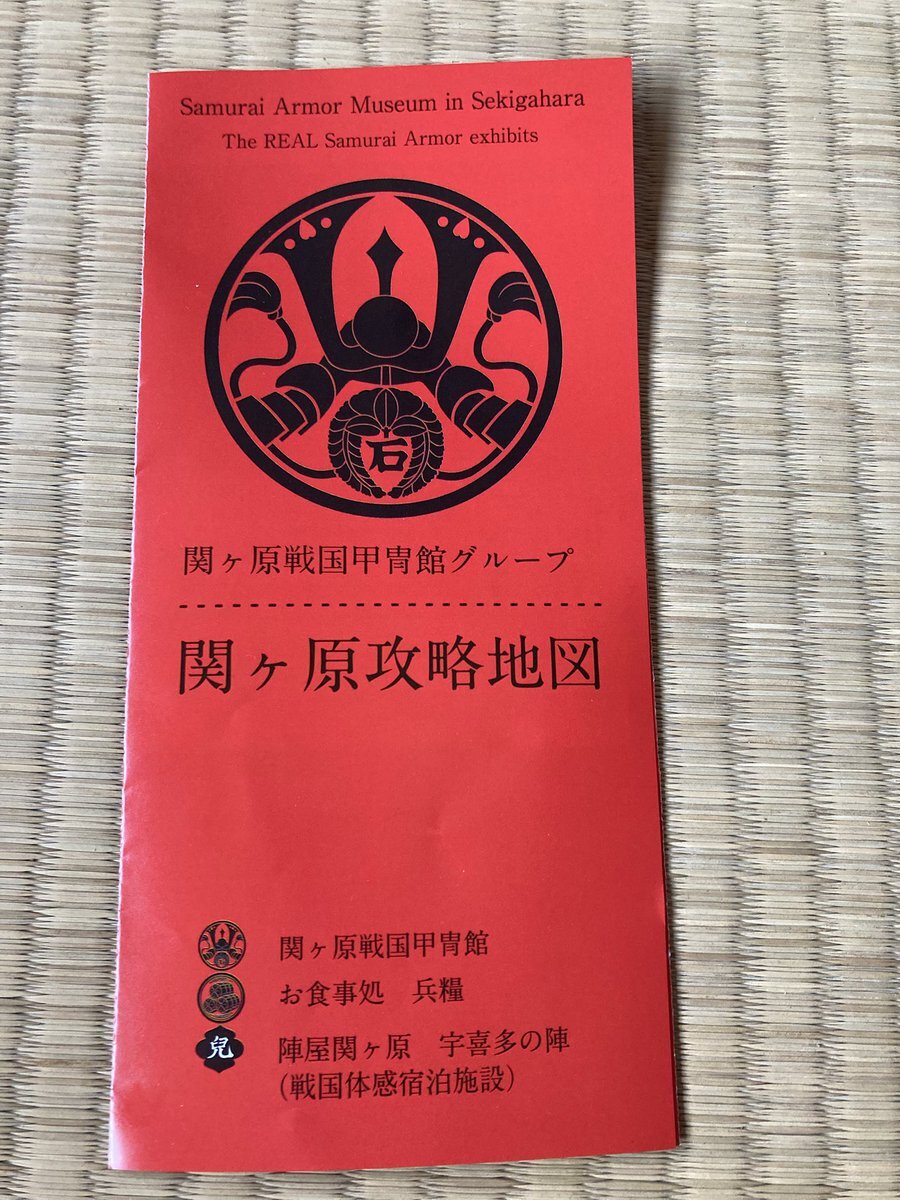 Samurai Armor Museum in Sekigahara
The REAL Samurai Armor exhibits
石
関ヶ原戦国甲冑館グループ
関ヶ原攻略地図
関ヶ原戦国甲冑館
お食事処　兵糧
兒
陣屋関ヶ原　宇喜多の陣
(戦国体感宿泊施設)